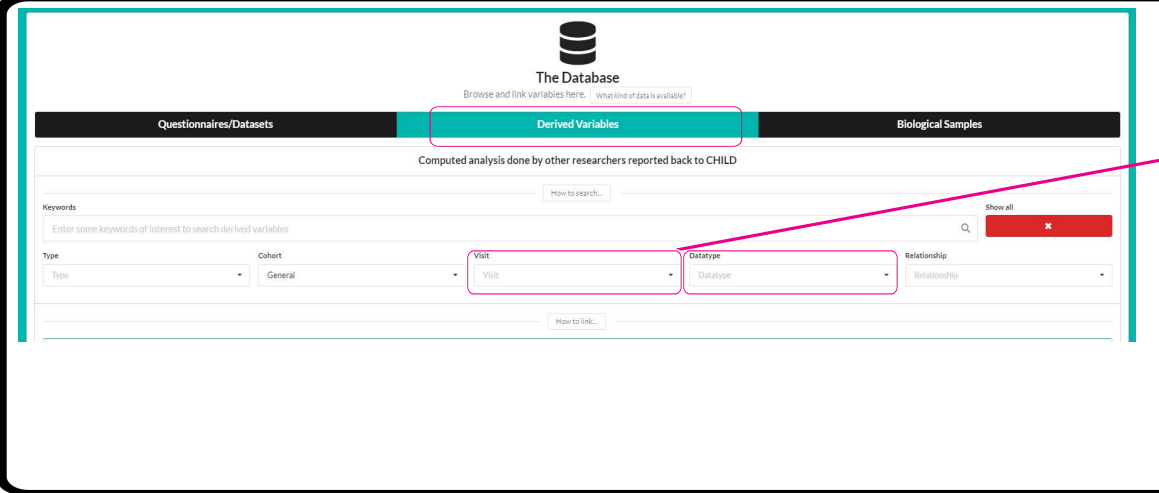 The Database
Browse and link variables here. What kind of data is available?
Questionnaires/Datasets Derived Variables Biological Samples
Computed analysis done by other researchers reported back to CHILD
How to search...
Keywords Show all
Enter some keywords of interest to search derived variables
Type Cohort Visit Datatype Relationship
Type General Visit Datatype Relationship
How to link...